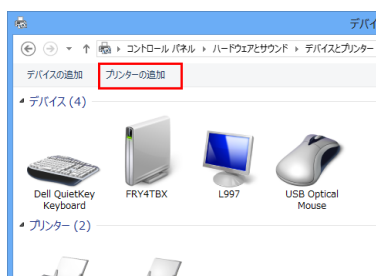 デバイ
コントロール パネル ▸ ハードウェアとサウンド ▸ デバイスとプリンター
デバイスの追加 プリンターの追加
デバイス (4)
Dell QuietKey Keyboard FRY4TBX L997 USB Optical Mouse
プリンター (2)